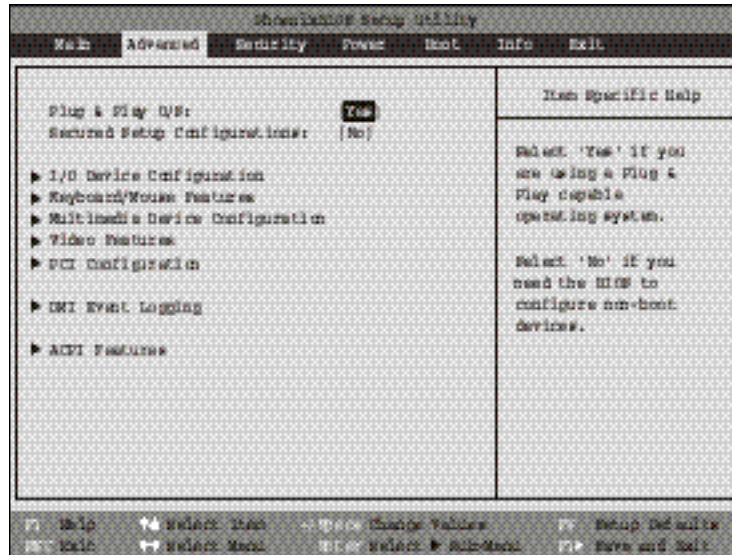 PhoenixBIOS Setup Utility
Main Advanced Security Power Boot Info Exit
Plug & Play O/S: [Yes]
Secured Setup Configurations: [No]
▶ I/O Device Configuration
▶ Keyboard/Mouse Features
▶ Multimedia Device Configuration
▶ Video Features
▶ PCI Configuration
▶ DMI Event Logging
▶ ACPI Features
Item Specific Help
Select 'Yes' if you
are using a Plug &
Play capable
operating system.
Select 'No' if you
need the BIOS to
configure non-boot
devices.
F1 Help Select Item -/Space Change Values Setup Defaults
ESC Exit Select Menu Enter Select ▶ Sub-Menu Save and Exit